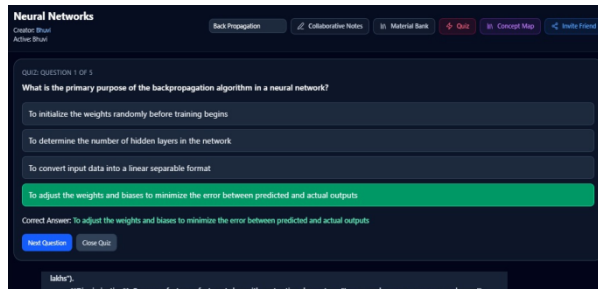 Neural Networks
Creator: Bhuvi
Active: Bhuvi
Back Propagation
Collaborative Notes
Material Bank
Quiz
Concept Map
Invite Friend
QUIZ: QUESTION 1 OF 5
What is the primary purpose of the backpropagation algorithm in a neural network?
To initialize the weights randomly before training begins
To determine the number of hidden layers in the network
To convert input data into a linear separable format
To adjust the weights and biases to minimize the error between predicted and actual outputs
Correct Answer: To adjust the weights and biases to minimize the error between predicted and actual outputs
Next Question
Close Quiz
lakhs").